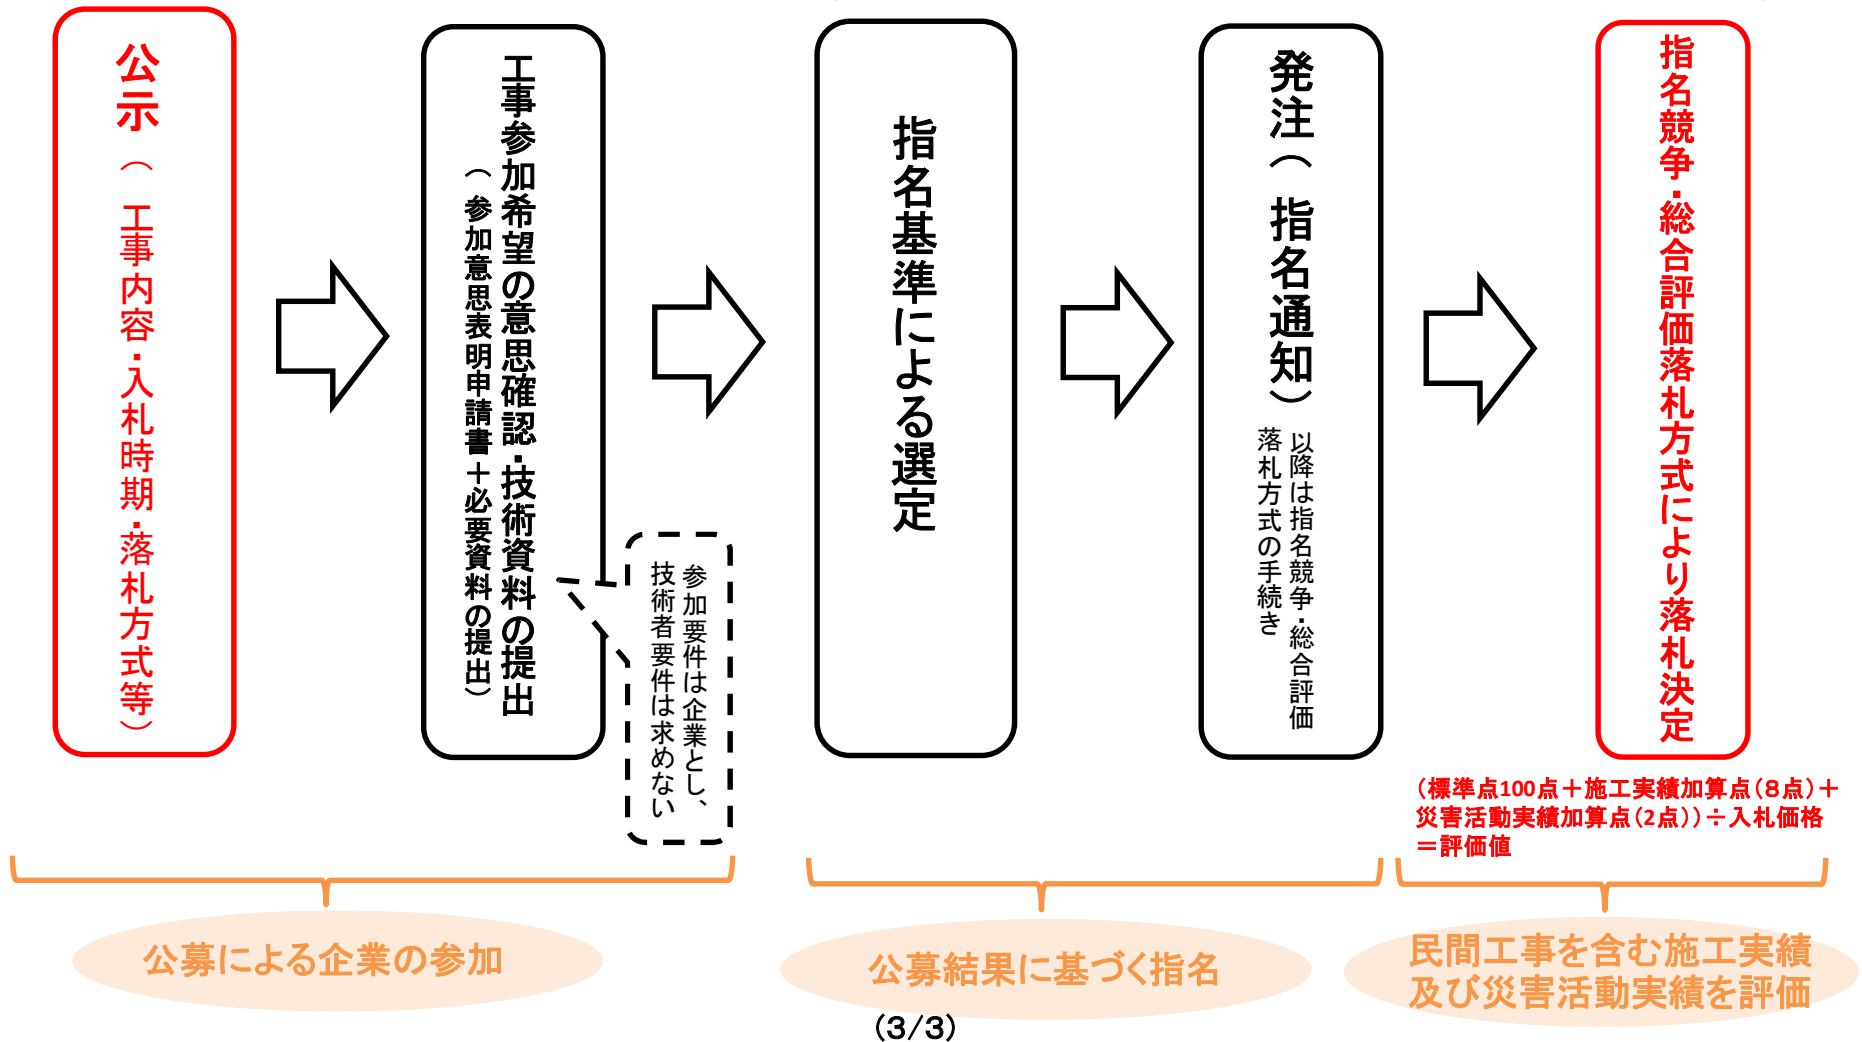 公示（工事内容・入札時期・落札方式等）
工事参加希望の意思確認・技術資料の提出
（参加意思表明申請書＋必要資料の提出）
参加要件は企業とし、
技術者要件は求めない
指名基準による選定
発注（指名通知）
以降は指名競争・総合評価
落札方式の手続き
指名競争・総合評価落札方式により落札決定
（標準点100点＋施工実績加算点（8点）＋
災害活動実績加算点（2点））÷入札価格
＝評価値
公募による企業の参加
公募結果に基づく指名
民間工事を含む施工実績
及び災害活動実績を評価
(3/3)